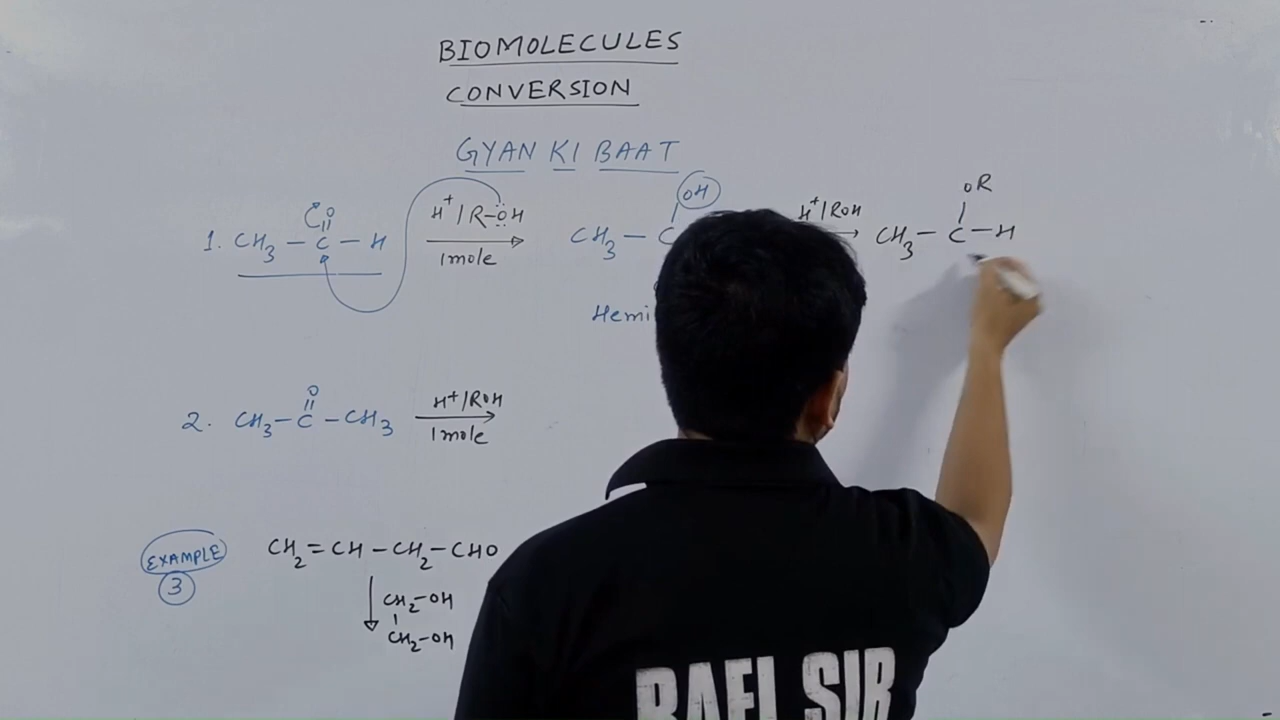 BIOMOLECULES
CONVERSION
GYAN KI BAAT
1. CH₃ – C – H
O
H⁺/R–OH
1 mole
CH₃ – C
OH
Hemi
H⁺/ROH
CH₃ – C – H
OR
2. CH₃ – C – CH₃
O
H⁺/ROH
1 mole
EXAMPLE
3
CH₂=CH–CH₂–CHO
CH₂–OH
CH₂–OH
RAFI SIR